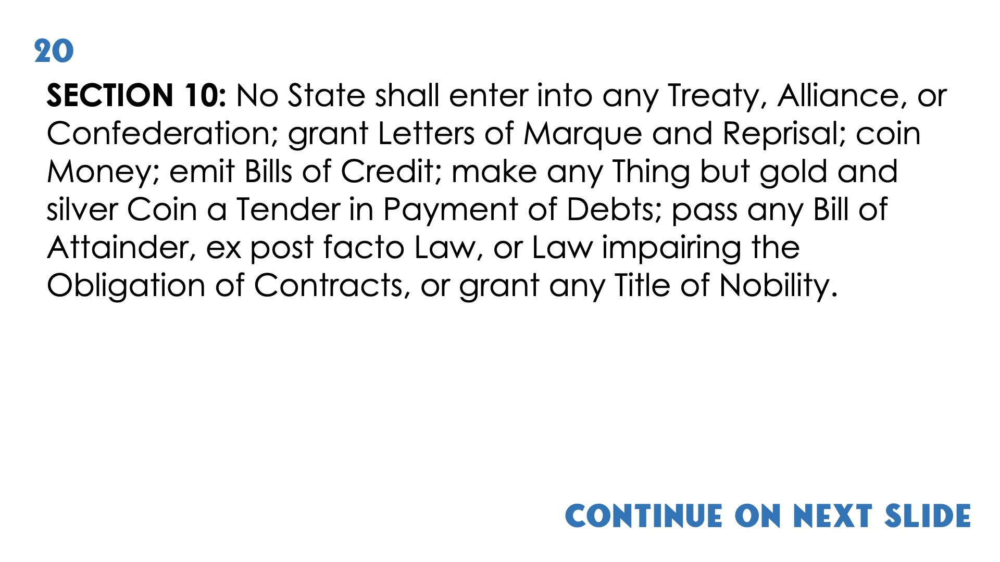 20
SECTION 10: No State shall enter into any Treaty, Alliance, or
Confederation; grant Letters of Marque and Reprisal; coin
Money; emit Bills of Credit; make any Thing but gold and
silver Coin a Tender in Payment of Debts; pass any Bill of
Attainder, ex post facto Law, or Law impairing the
Obligation of Contracts, or grant any Title of Nobility.
CONTINUE ON NEXT SLIDE